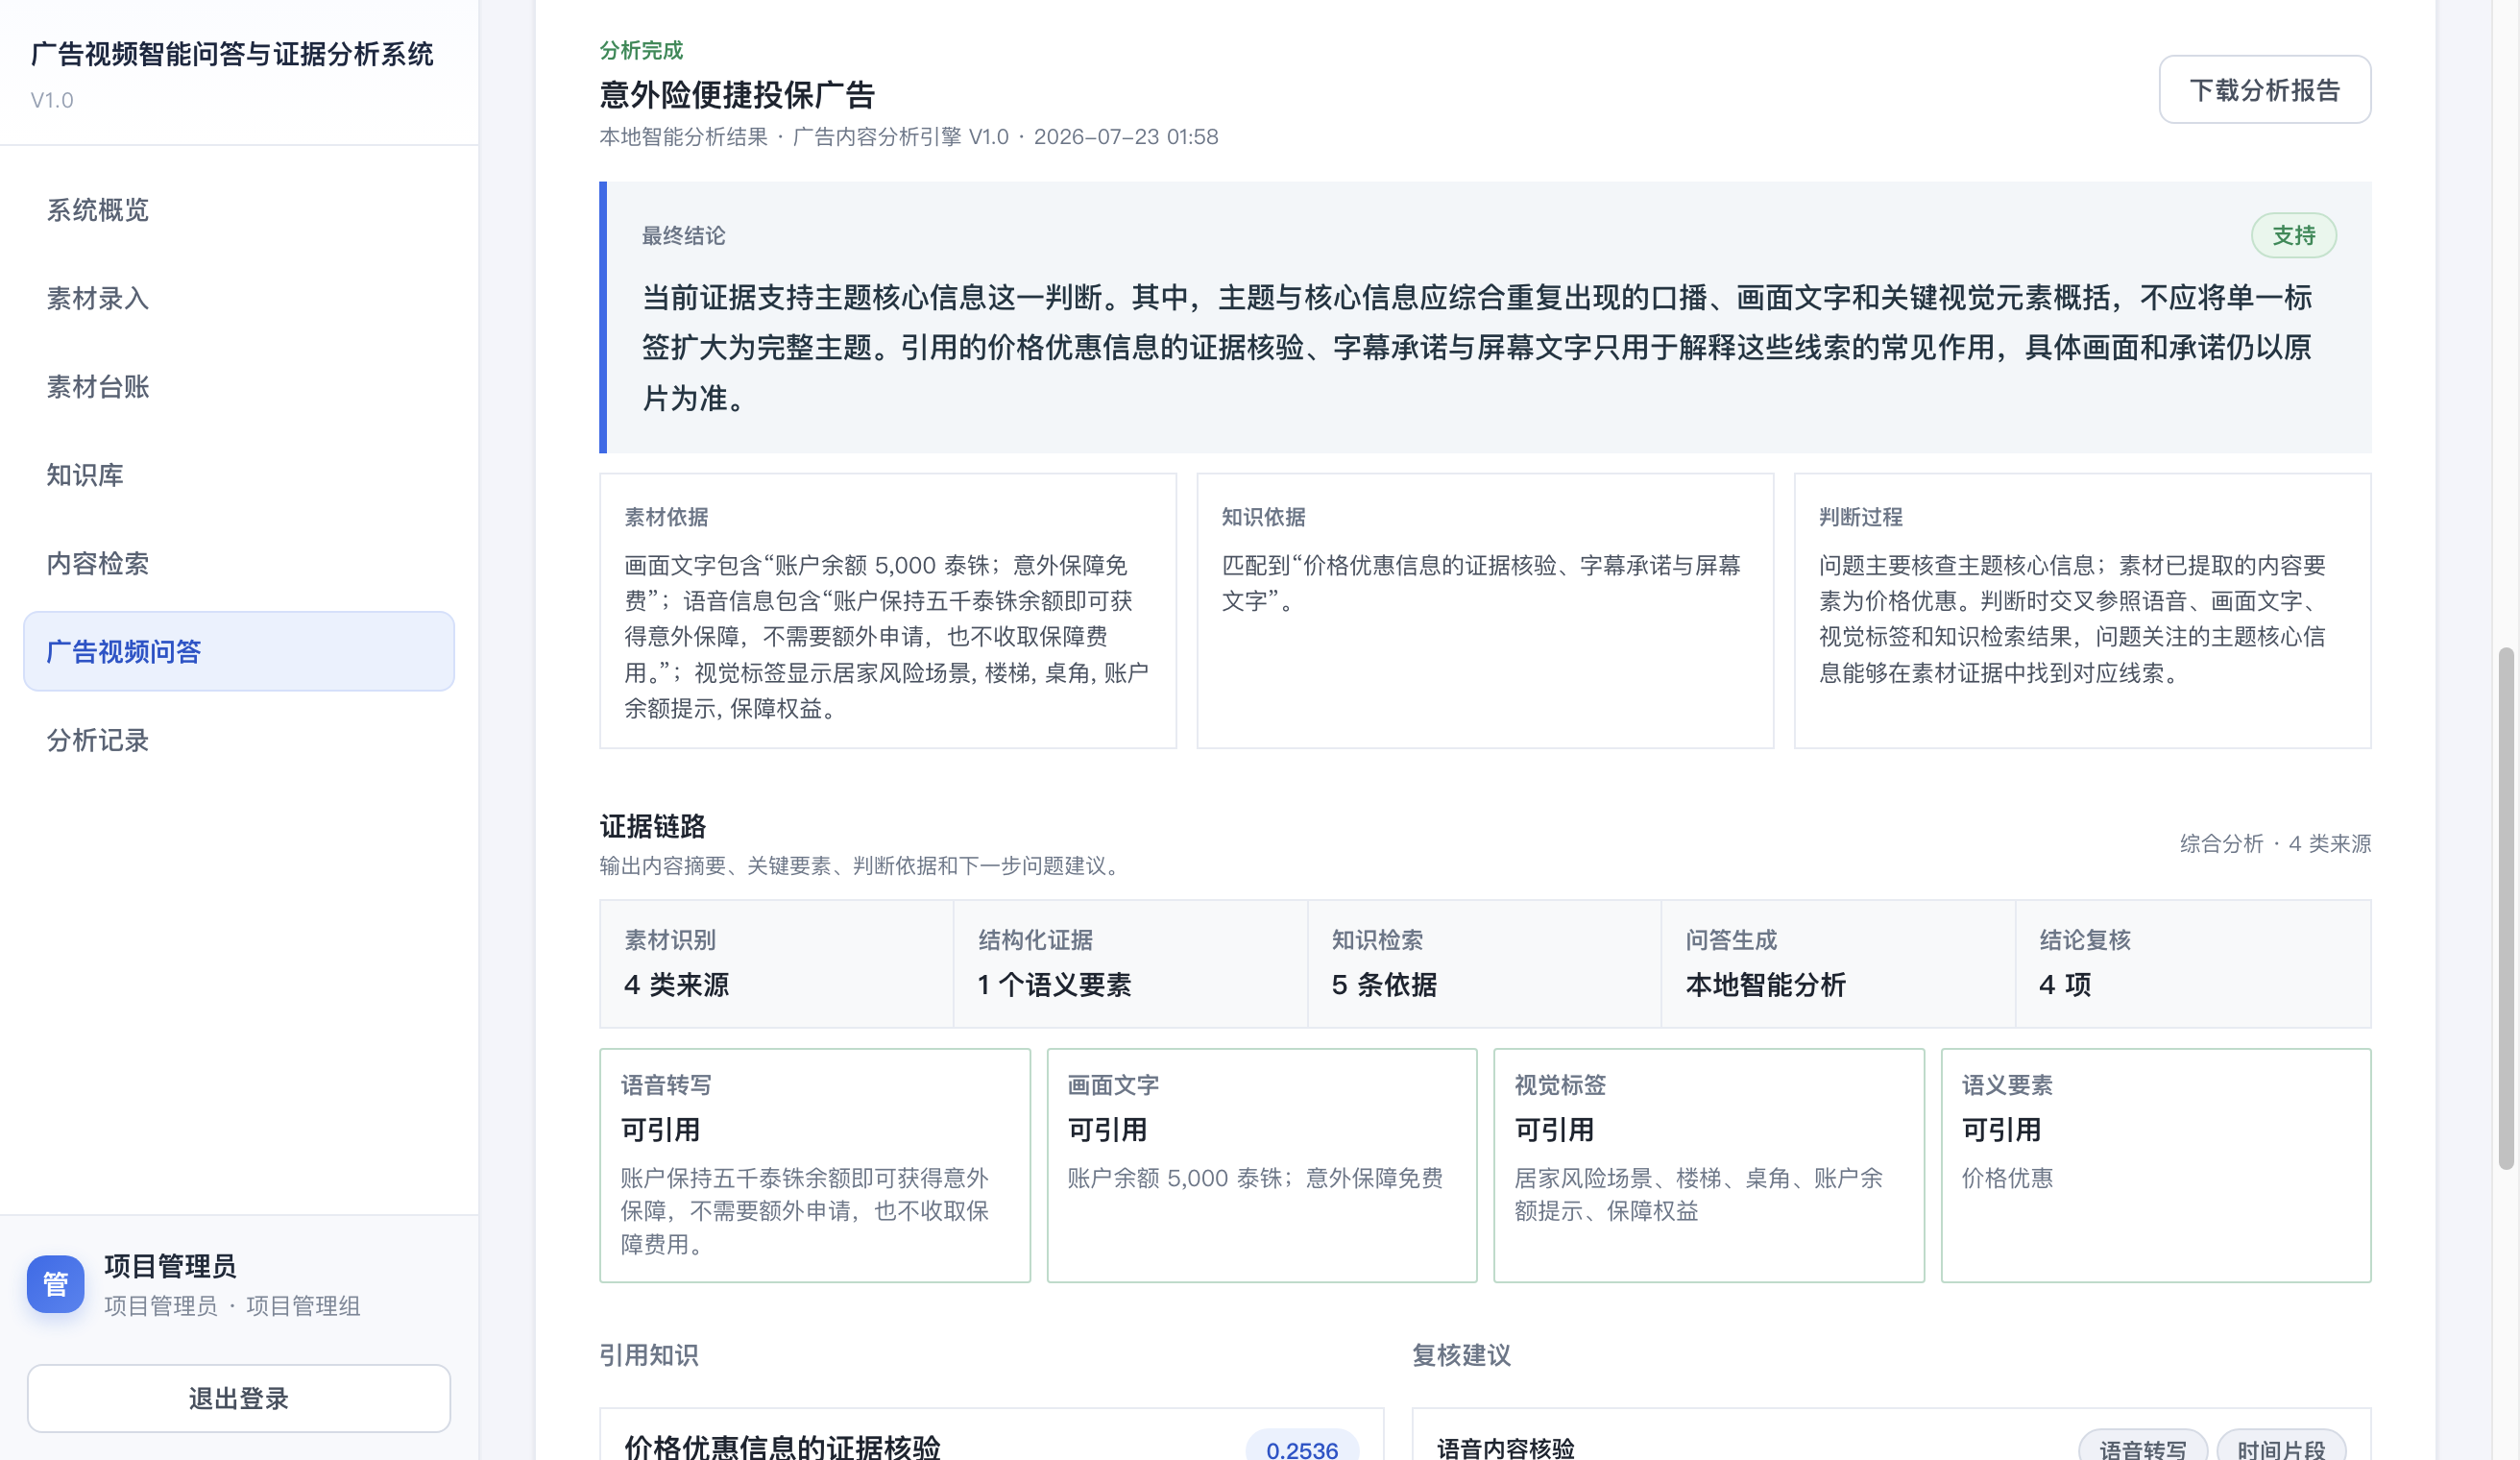 广告视频智能问答与证据分析系统
V1.0
系统概览
素材录入
素材台账
知识库
内容检索
广告视频问答
分析记录
管
项目管理员
项目管理员 · 项目管理组
退出登录
分析完成
意外险便捷投保广告
本地智能分析结果 · 广告内容分析引擎 V1.0 · 2026-07-23 01:58
下载分析报告
最终结论
支持
当前证据支持主题核心信息这一判断。其中，主题与核心信息应综合重复出现的口播、画面文字和关键视觉元素概括，不应将单一标
签扩大为完整主题。引用的价格优惠信息的证据核验、字幕承诺与屏幕文字只用于解释这些线索的常见作用，具体画面和承诺仍以原
片为准。
素材依据
画面文字包含“账户余额 5,000 泰铢；意外保障免
费”；语音信息包含“账户保持五千泰铢余额即可获
得意外保障，不需要额外申请，也不收取保障费
用。”；视觉标签显示居家风险场景, 楼梯, 桌角, 账户
余额提示, 保障权益。
知识依据
匹配到“价格优惠信息的证据核验、字幕承诺与屏幕
文字”。
判断过程
问题主要核查主题核心信息；素材已提取的内容要
素为价格优惠。判断时交叉参照语音、画面文字、
视觉标签和知识检索结果，问题关注的主题核心信
息能够在素材证据中找到对应线索。
证据链路
输出内容摘要、关键要素、判断依据和下一步问题建议。
综合分析 · 4 类来源
素材识别
4 类来源
结构化证据
1 个语义要素
知识检索
5 条依据
问答生成
本地智能分析
结论复核
4 项
语音转写
可引用
账户保持五千泰铢余额即可获得意外
保障，不需要额外申请，也不收取保
障费用。
画面文字
可引用
账户余额 5,000 泰铢；意外保障免费
视觉标签
可引用
居家风险场景、楼梯、桌角、账户余
额提示、保障权益
语义要素
可引用
价格优惠
引用知识
价格优惠信息的证据核验
0.2536
复核建议
语音内容核验
语音转写
时间片段